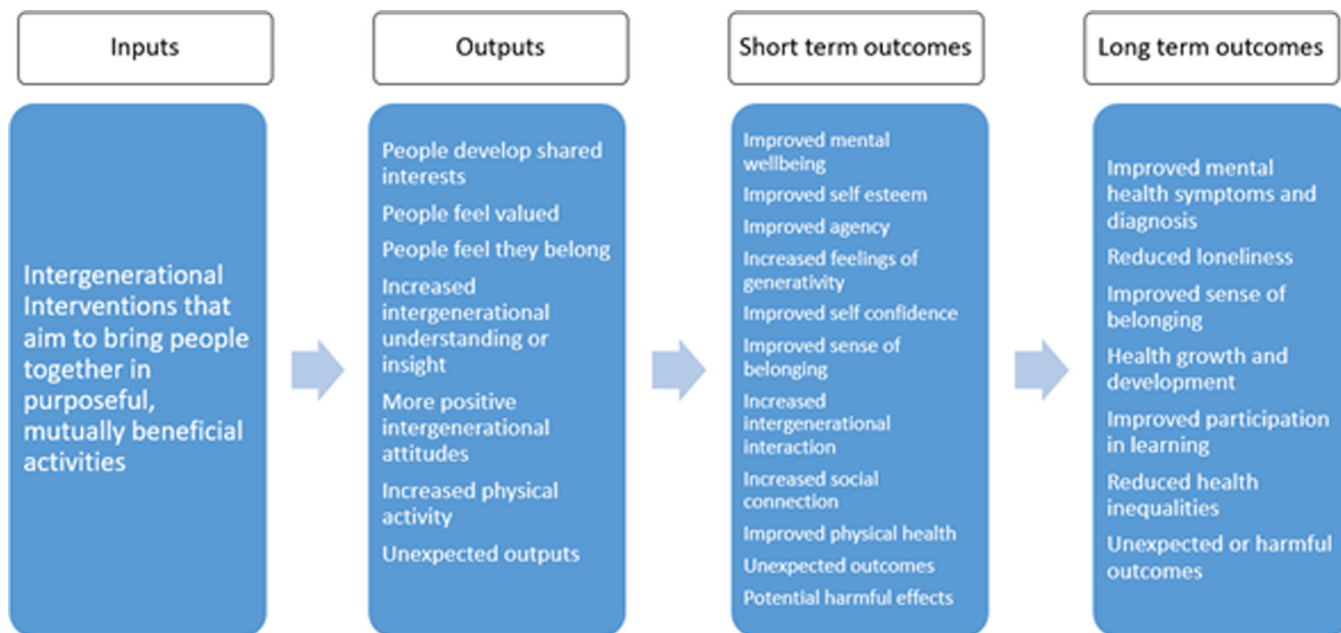 Inputs
Outputs
Short term outcomes
Long term outcomes
Intergenerational
Interventions that
aim to bring people
together in
purposeful,
mutually beneficial
activities
People develop shared
interests
People feel valued
People feel they belong
Increased
intergenerational
understanding or
insight
More positive
intergenerational
attitudes
Increased physical
activity
Unexpected outputs
Improved mental
wellbeing
Improved self esteem
Improved agency
Increased feelings of
generativity
Improved self confidence
Improved sense of
belonging
Increased
intergenerational
interaction
Increased social
connection
Improved physical health
Unexpected outcomes
Potential harmful effects
Improved mental
health symptoms and
diagnosis
Reduced loneliness
Improved sense of
belonging
Health growth and
development
Improved participation
in learning
Reduced health
inequalities
Unexpected or harmful
outcomes